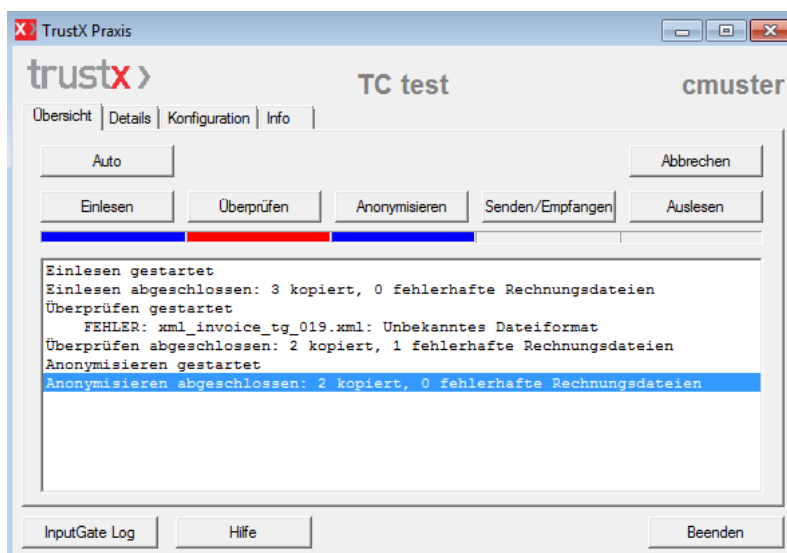 TrustX Praxis
trustx
TC test
cmuster
Übersicht Details Konfiguration Info
Auto Abbrechen
Einlesen Überprüfen Anonymisieren Senden/Empfangen Auslesen
Einlesen gestartet
Einlesen abgeschlossen: 3 kopiert, 0 fehlerhafte Rechnungsdateien
Überprüfen gestartet
FEHLER: xml_invoice_tg_019.xml: Unbekanntes Dateiformat
Überprüfen abgeschlossen: 2 kopiert, 1 fehlerhafte Rechnungsdateien
Anonymisieren gestartet
Anonymisieren abgeschlossen: 2 kopiert, 0 fehlerhafte Rechnungsdateien
InputGate Log Hilfe Beenden